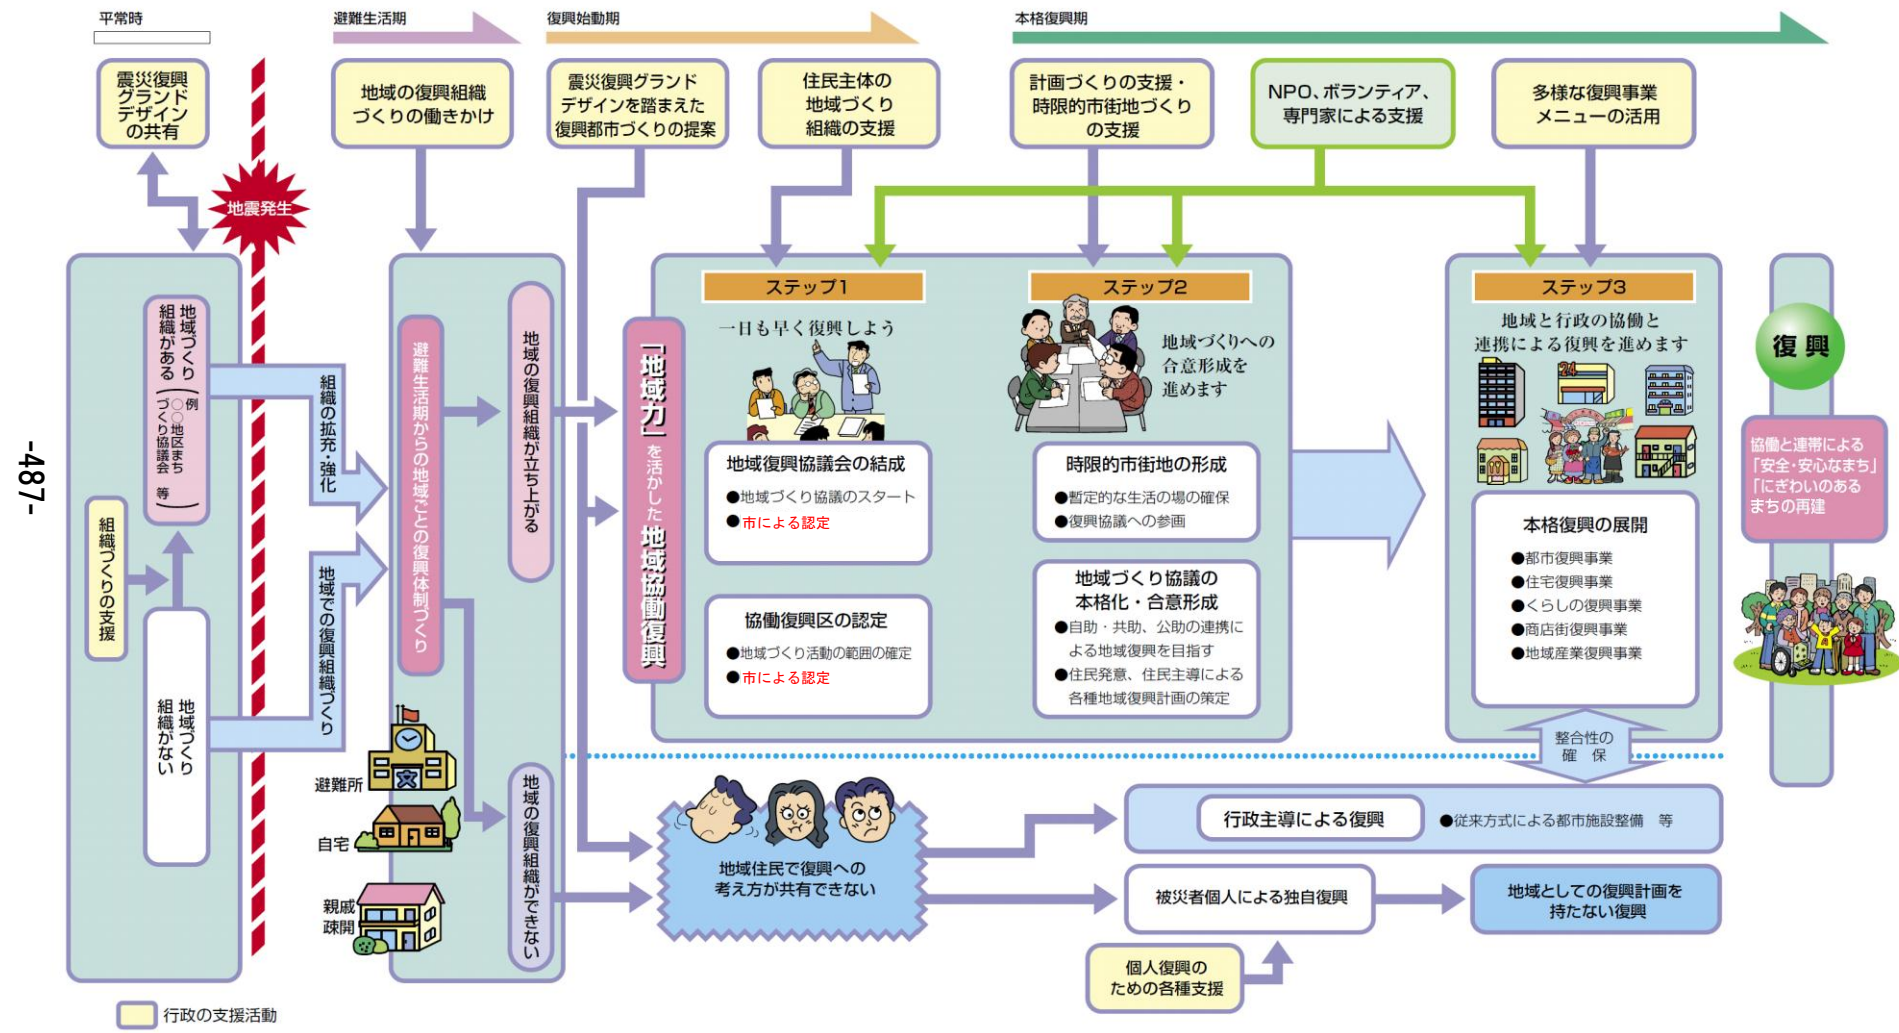 平常時
避難生活期
復興始動期
本格復興期
震災復興
グランド
デザイン
の共有
地域の復興組織
づくりの働きかけ
震災復興グランド
デザインを踏まえた
復興都市づくりの提案
住民主体の
地域づくり
組織の支援
計画づくりの支援・
時限的市街地づくり
の支援
NPO、ボランティア、
専門家による支援
多様な復興事業
メニューの活用
地震発生
地域づくり
組織がある
(例
○○地区まち
づくり協議会 等)
組織づくりの支援
地域づくり
組織がない
組織の拡充・強化
地域での復興組織づくり
避難生活期からの地域ごとの復興体制づくり
避難所
自宅
親戚
疎開
地域の復興組織が立ち上がる
地域の復興組織ができない
「地域力」を活かした地域協働復興
ステップ1
一日も早く復興しよう
地域復興協議会の結成
●地域づくり協議のスタート
●市による認定
協働復興区の認定
●地域づくり活動の範囲の確定
●市による認定
ステップ2
地域づくりへの
合意形成を
進めます
時限的市街地の形成
●暫定的な生活の場の確保
●復興協議への参画
地域づくり協議の
本格化・合意形成
●自助・共助、公助の連携に
よる地域復興を目指す
●住民発意、住民主導による
各種地域復興計画の策定
ステップ3
地域と行政の協働と
連携による復興を進めます
24
本格復興の展開
●都市復興事業
●住宅復興事業
●くらしの復興事業
●商店街復興事業
●地域産業復興事業
整合性の
確 保
復興
協働と連帯による
「安全・安心なまち」
「にぎわいのある
まちの再建
地域住民で復興への
考え方が共有できない
行政主導による復興
●従来方式による都市施設整備 等
被災者個人による独自復興
地域としての復興計画を
持たない復興
個人復興の
ための各種支援
行政の支援活動
-487-